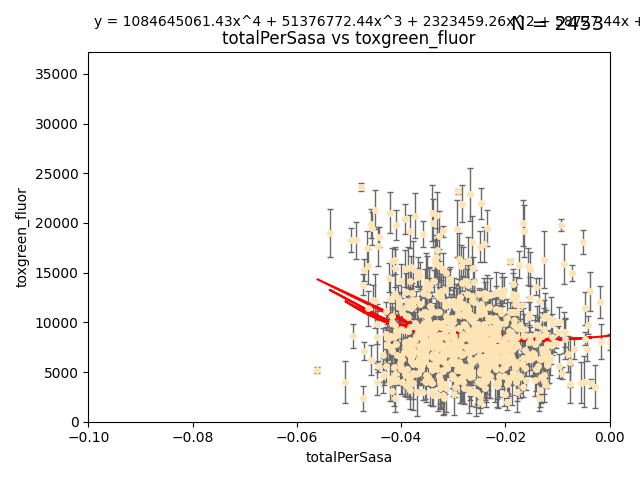 y = 1084645061.43x^4 + 51376772.44x^3 + 2323459.26x^2 +
N = 2453
totalPerSasa vs toxgreen_fluor
35000
30000
25000
20000
15000
10000
5000
0
toxgreen_fluor
−0.10
−0.08
−0.06
−0.04
−0.02
0.00
totalPerSasa